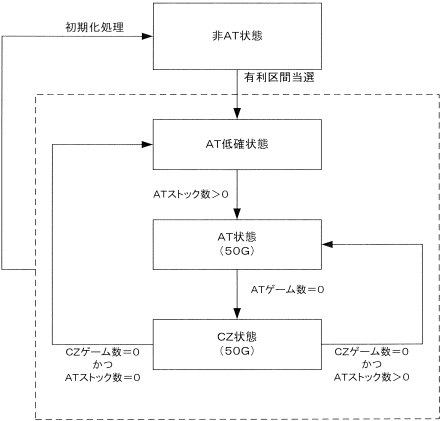 初期化処理
非AT状態
有利区間当選
AT低確状態
ATストック数>0
AT状態
(50G)
ATゲーム数=0
CZ状態
(50G)
CZゲーム数=0
かつ
ATストック数=0
CZゲーム数=0
かつ
ATストック数>0